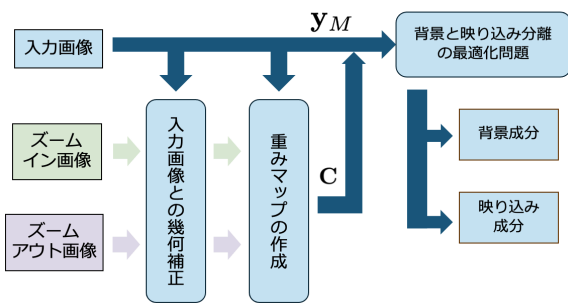 入力画像
ズーム
イン画像
ズーム
アウト画像
入力画像との幾何補正
重みマップの作成
y_M
C
背景と映り込み分離
の最適化問題
背景成分
映り込み
成分